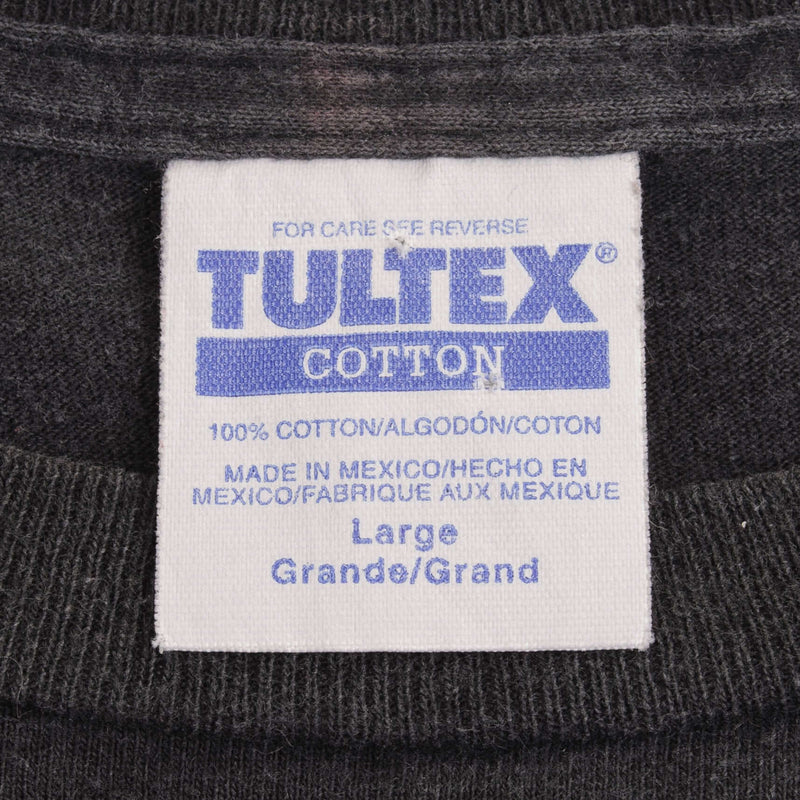 FOR CARE SEE REVERSE
TULTEX®
COTTON
100% COTTON/ALGODÓN/COTON
MADE IN MEXICO/HECHO EN
MEXICO/FABRIQUE AUX MEXIQUE
Large
Grande/Grand